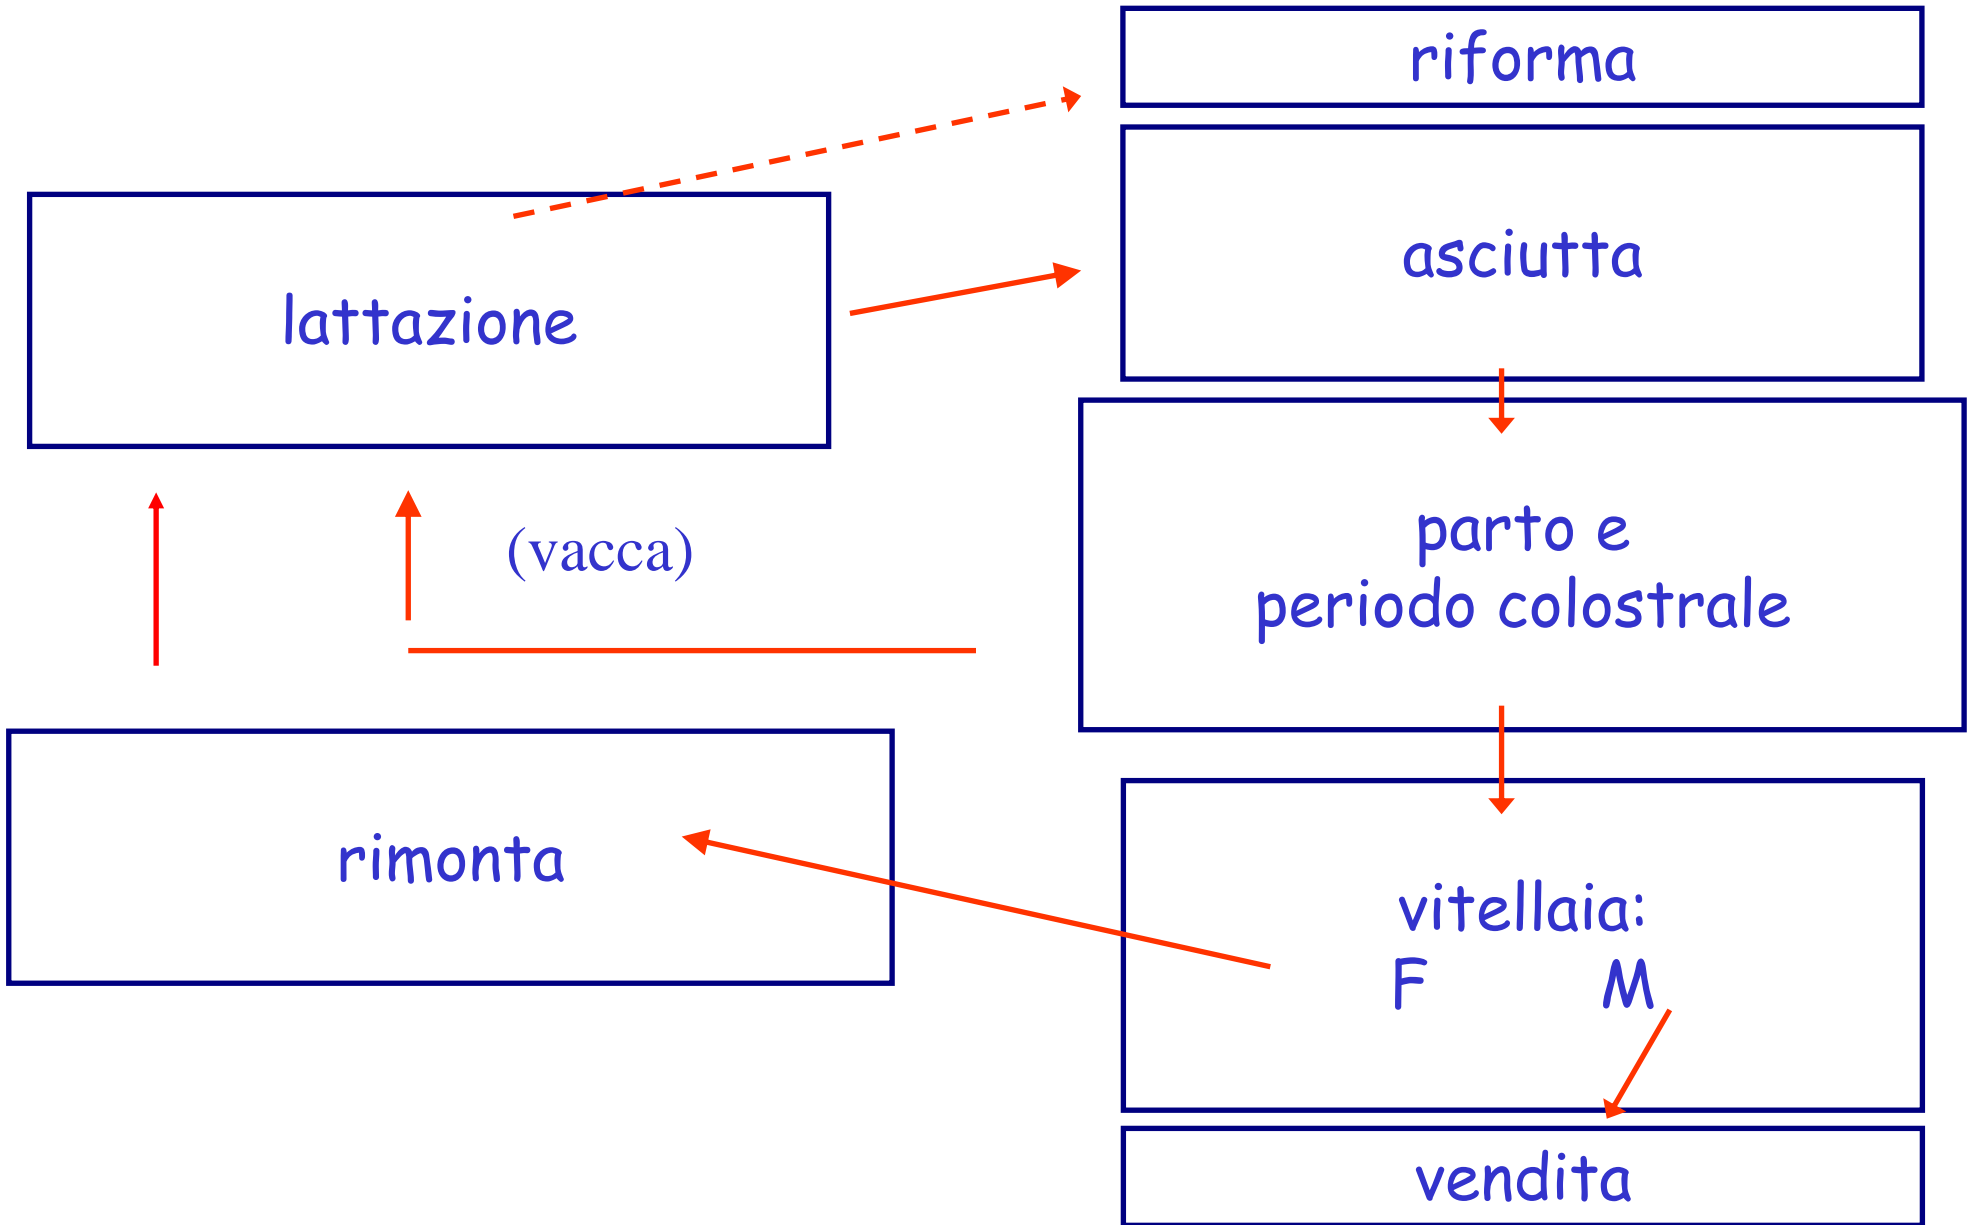 riforma
asciutta
lattazione
parto e
periodo colostrale
(vacca)
rimonta
vitellaia:
F M
vendita